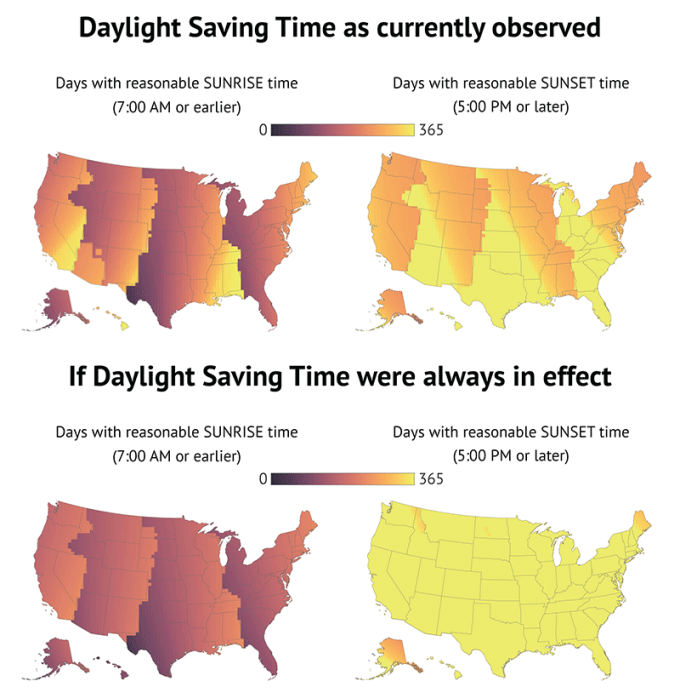 Daylight Saving Time as currently observed
Days with reasonable SUNRISE time
(7:00 AM or earlier)
Days with reasonable SUNSET time
(5:00 PM or later)
0
365
If Daylight Saving Time were always in effect
Days with reasonable SUNRISE time
(7:00 AM or earlier)
Days with reasonable SUNSET time
(5:00 PM or later)
0
365